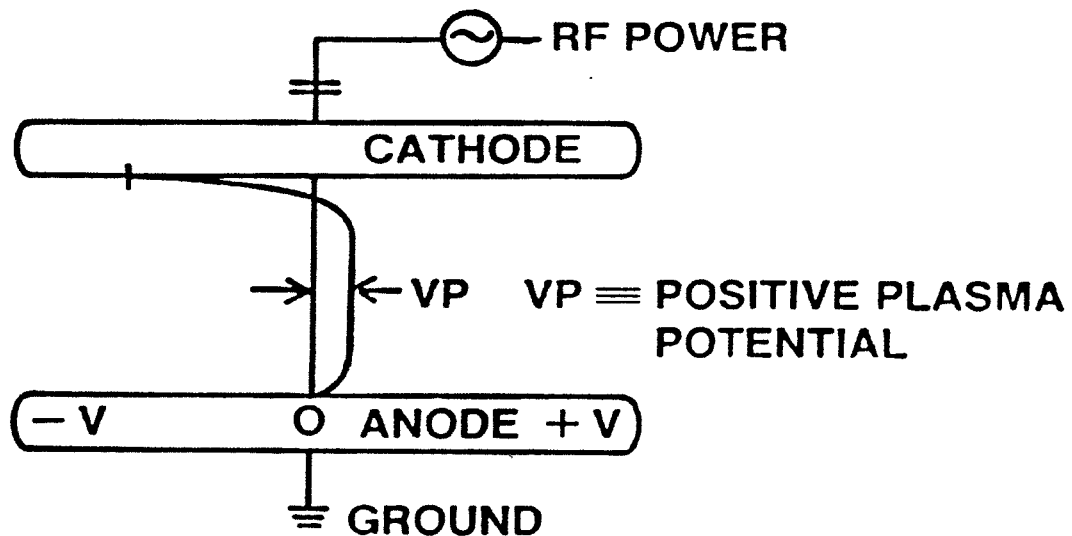 RF POWER
CATHODE
VP VP ≡ POSITIVE PLASMA
POTENTIAL
− V O ANODE + V
GROUND